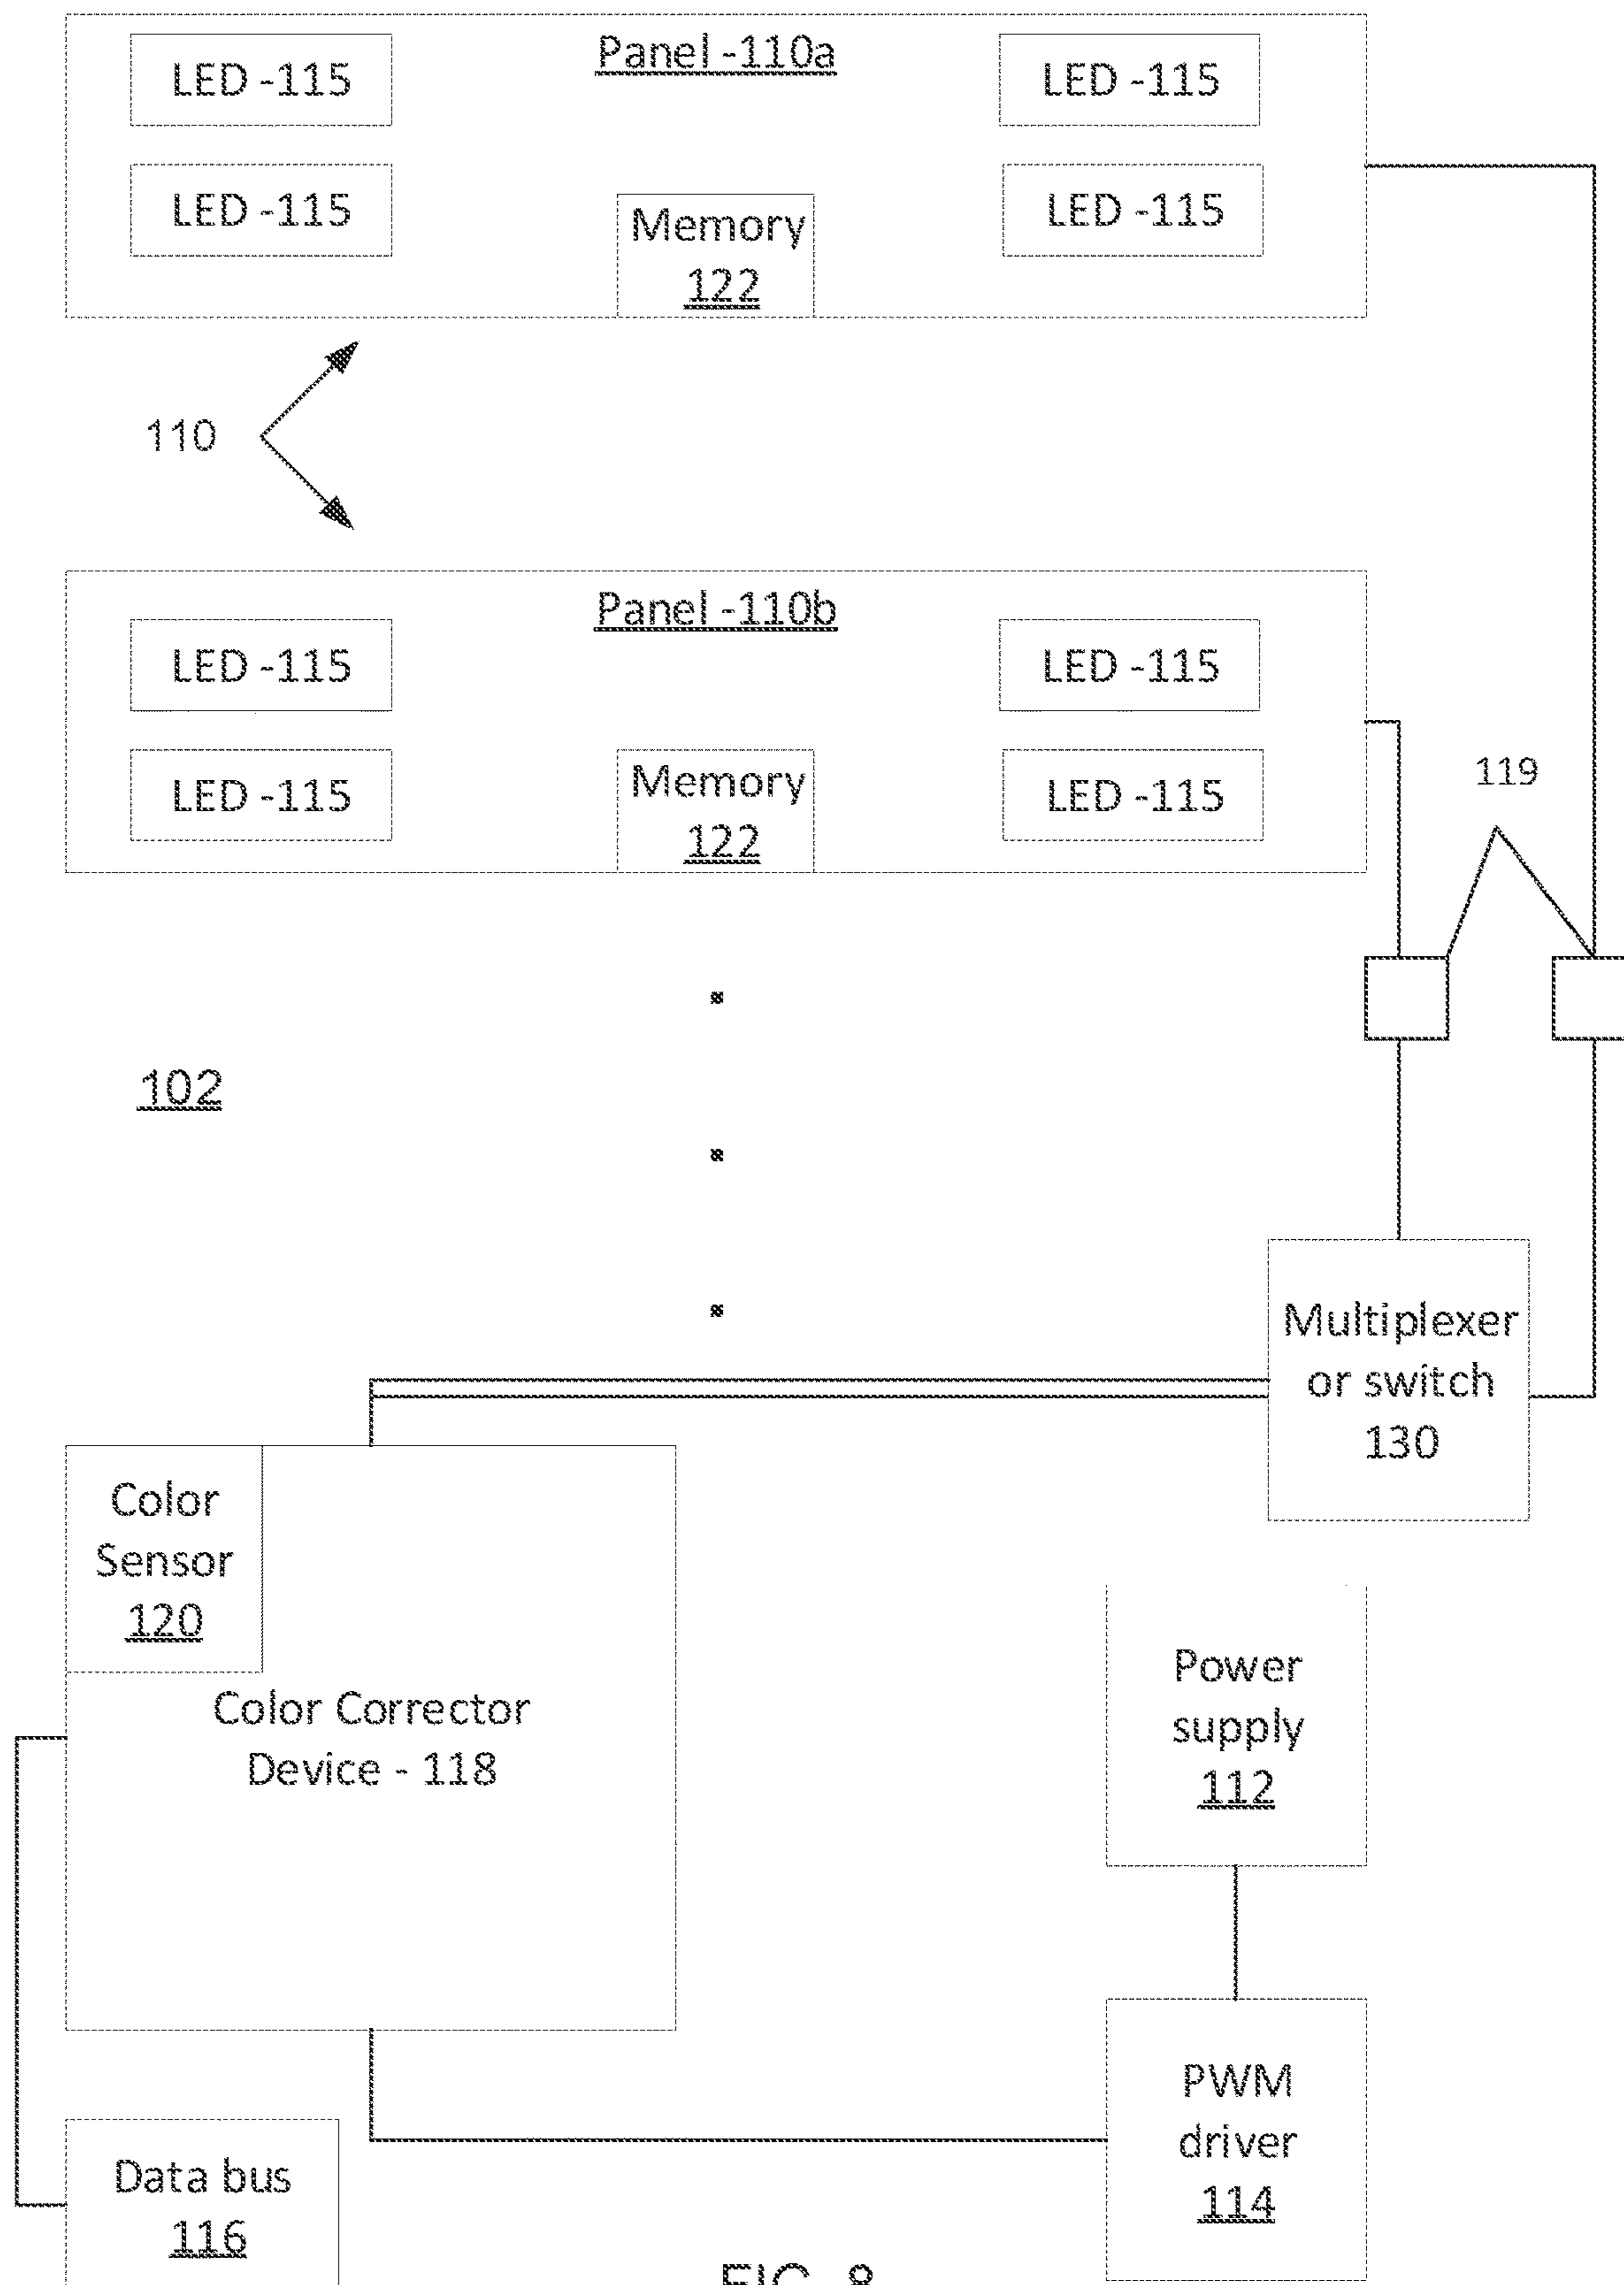 Panel -110a
LED -115
LED -115
LED -115
LED -115
Memory
122
110
Panel -110b
LED -115
LED -115
LED -115
LED -115
Memory
122
119
102
Multiplexer
or switch
130
Color
Sensor
120
Color Corrector
Device - 118
Power
supply
112
PWM
driver
114
Data bus
116
FIG. 8